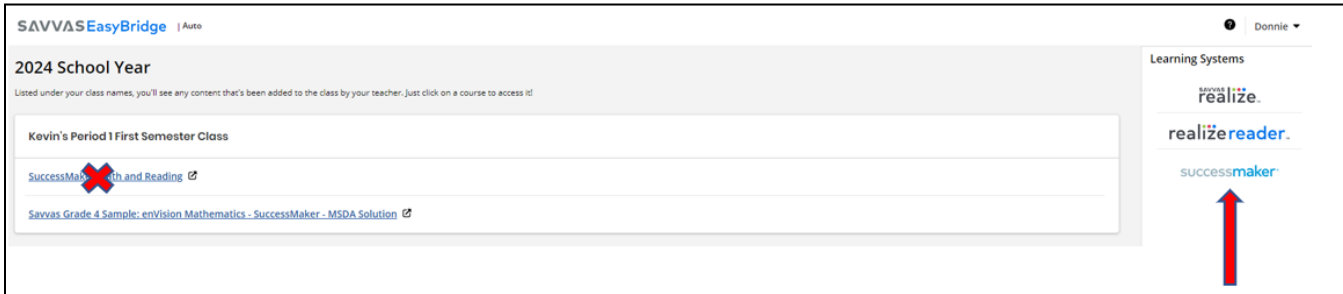 SAVVAS EasyBridge | Auto
Donnie
2024 School Year
Listed under your class names, you'll see any content that's been added to the class by your teacher. Just click on a course to access it!
Kevin's Period 1 First Semester Class
SuccessMak th and Reading
Savvas Grade 4 Sample: enVision Mathematics - SuccessMaker - MSDA Solution
Learning Systems
SAVVAS
realize.
realize reader.
successmaker